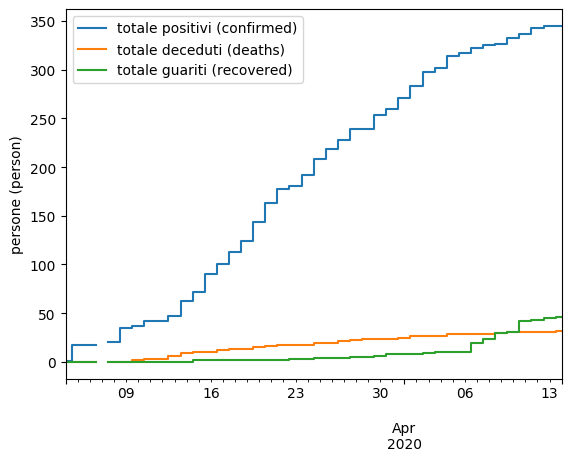 350
300
250
200
150
100
50
0
persone (person)
totale positivi (confirmed)
totale deceduti (deaths)
totale guariti (recovered)
09 16 23 30 06 13
Apr
2020